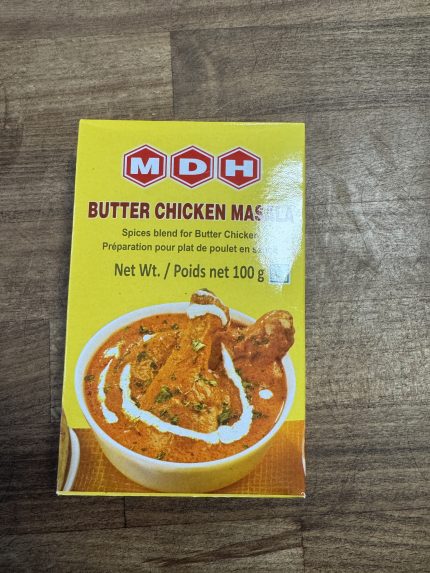 MDH
BUTTER CHICKEN MASALA
Spices blend for Butter Chicken
Préparation pour plat de poulet en
Net Wt. / Poids net 100 g